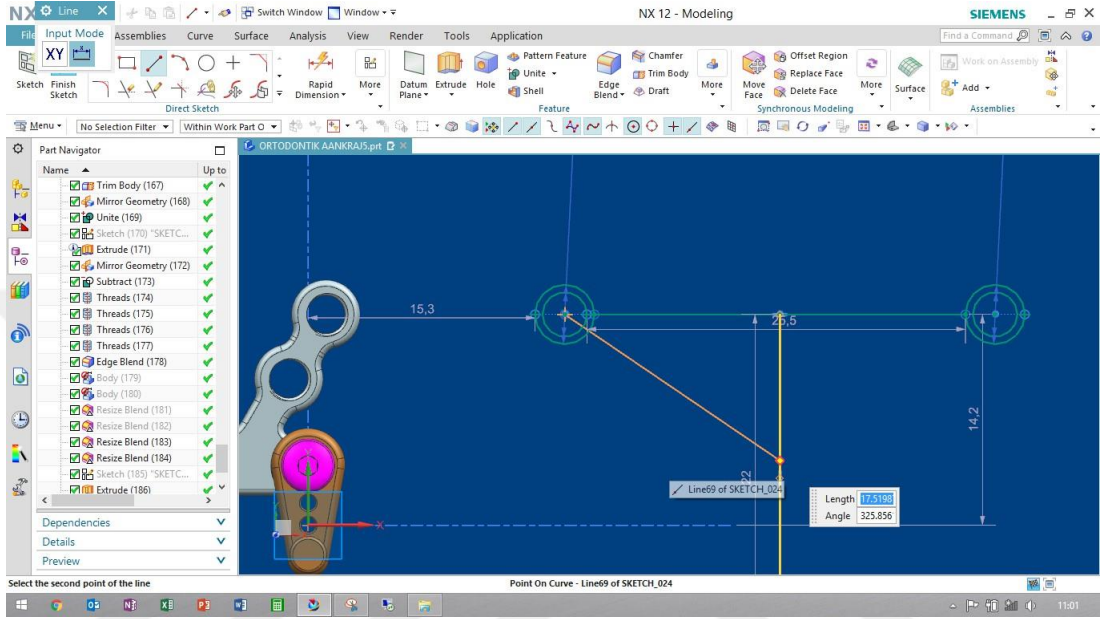 NX Line × Switch Window Window NX 12 - Modeling SIEMENS
Input Mode
File Assemblies Curve Surface Analysis View Render Tools Application Find a Command
XY
Sketch Finish Sketch Rapid Dimension More Datum Plane Extrude Hole Pattern Feature Unite Shell Edge Blend Chamfer Trim Body Draft More Move Face Offset Region Replace Face Delete Face More Surface Work on Assembly Add
Direct Sketch Feature Synchronous Modeling Assemblies
Menu No Selection Filter Within Work Part O
Part Navigator ORTODONTIK AANKRAJ5.prt
Name Up to
Trim Body (167)
Mirror Geometry (168)
Unite (169)
Sketch (170) "SKETC...
Extrude (171)
Mirror Geometry (172)
Subtract (173)
Threads (174)
Threads (175)
Threads (176)
Threads (177)
Edge Blend (178)
Body (179)
Body (180)
Resize Blend (181)
Resize Blend (182)
Resize Blend (183)
Resize Blend (184)
Sketch (185) "SKETC...
Extrude (186)
Dependencies
Details
Preview
15,3
25,5
14,2
22
Line69 of SKETCH_024
Length 17.5198
Angle 325.856
Y
X
Select the second point of the line Point On Curve - Line69 of SKETCH_024
11:01